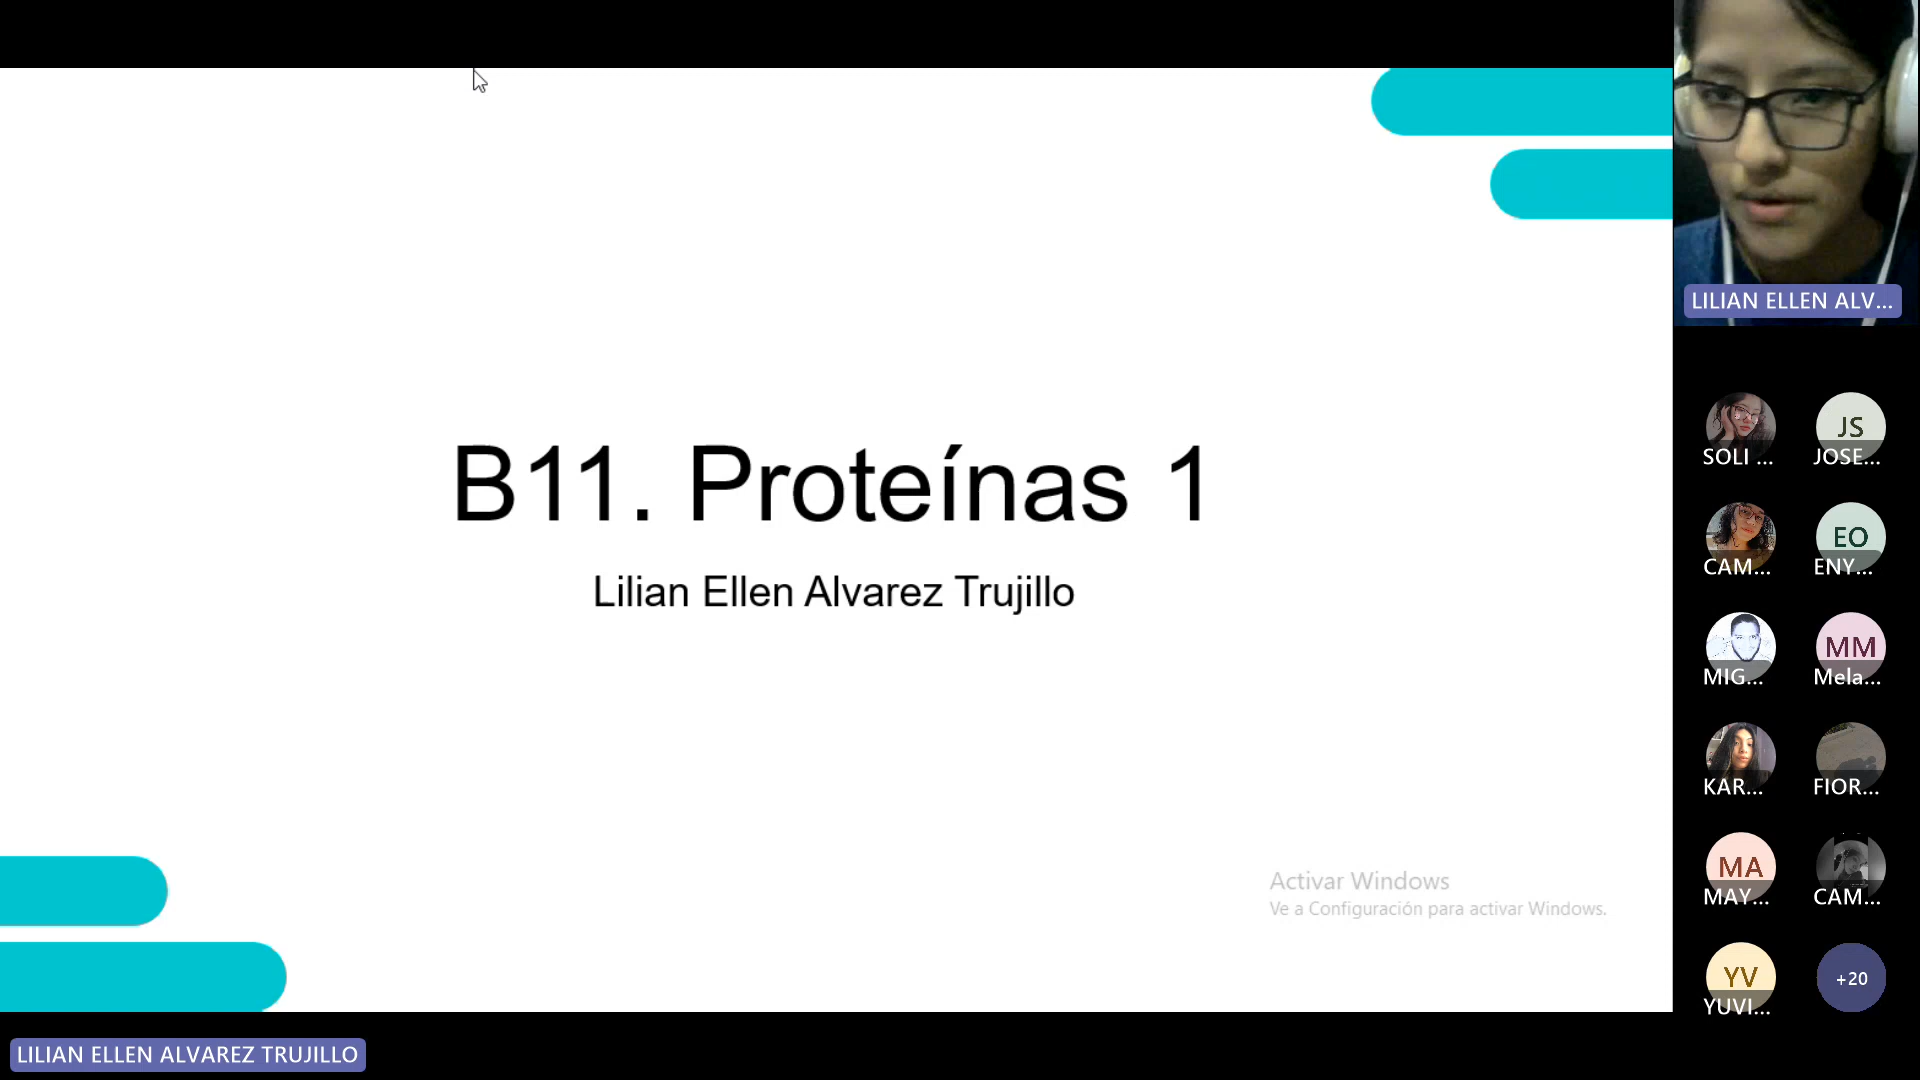 B11. Proteínas 1
Lilian Ellen Alvarez Trujillo
Activar Windows
Ve a Configuración para activar Windows.
LILIAN ELLEN ALVAREZ TRUJILLO
LILIAN ELLEN ALV...
SOLI ...
JS
JOSE...
CAM...
EO
ENY...
MIG...
MM
Mela...
KAR...
FIOR...
MA
MAY...
CAM...
YV
YUVI...
+20